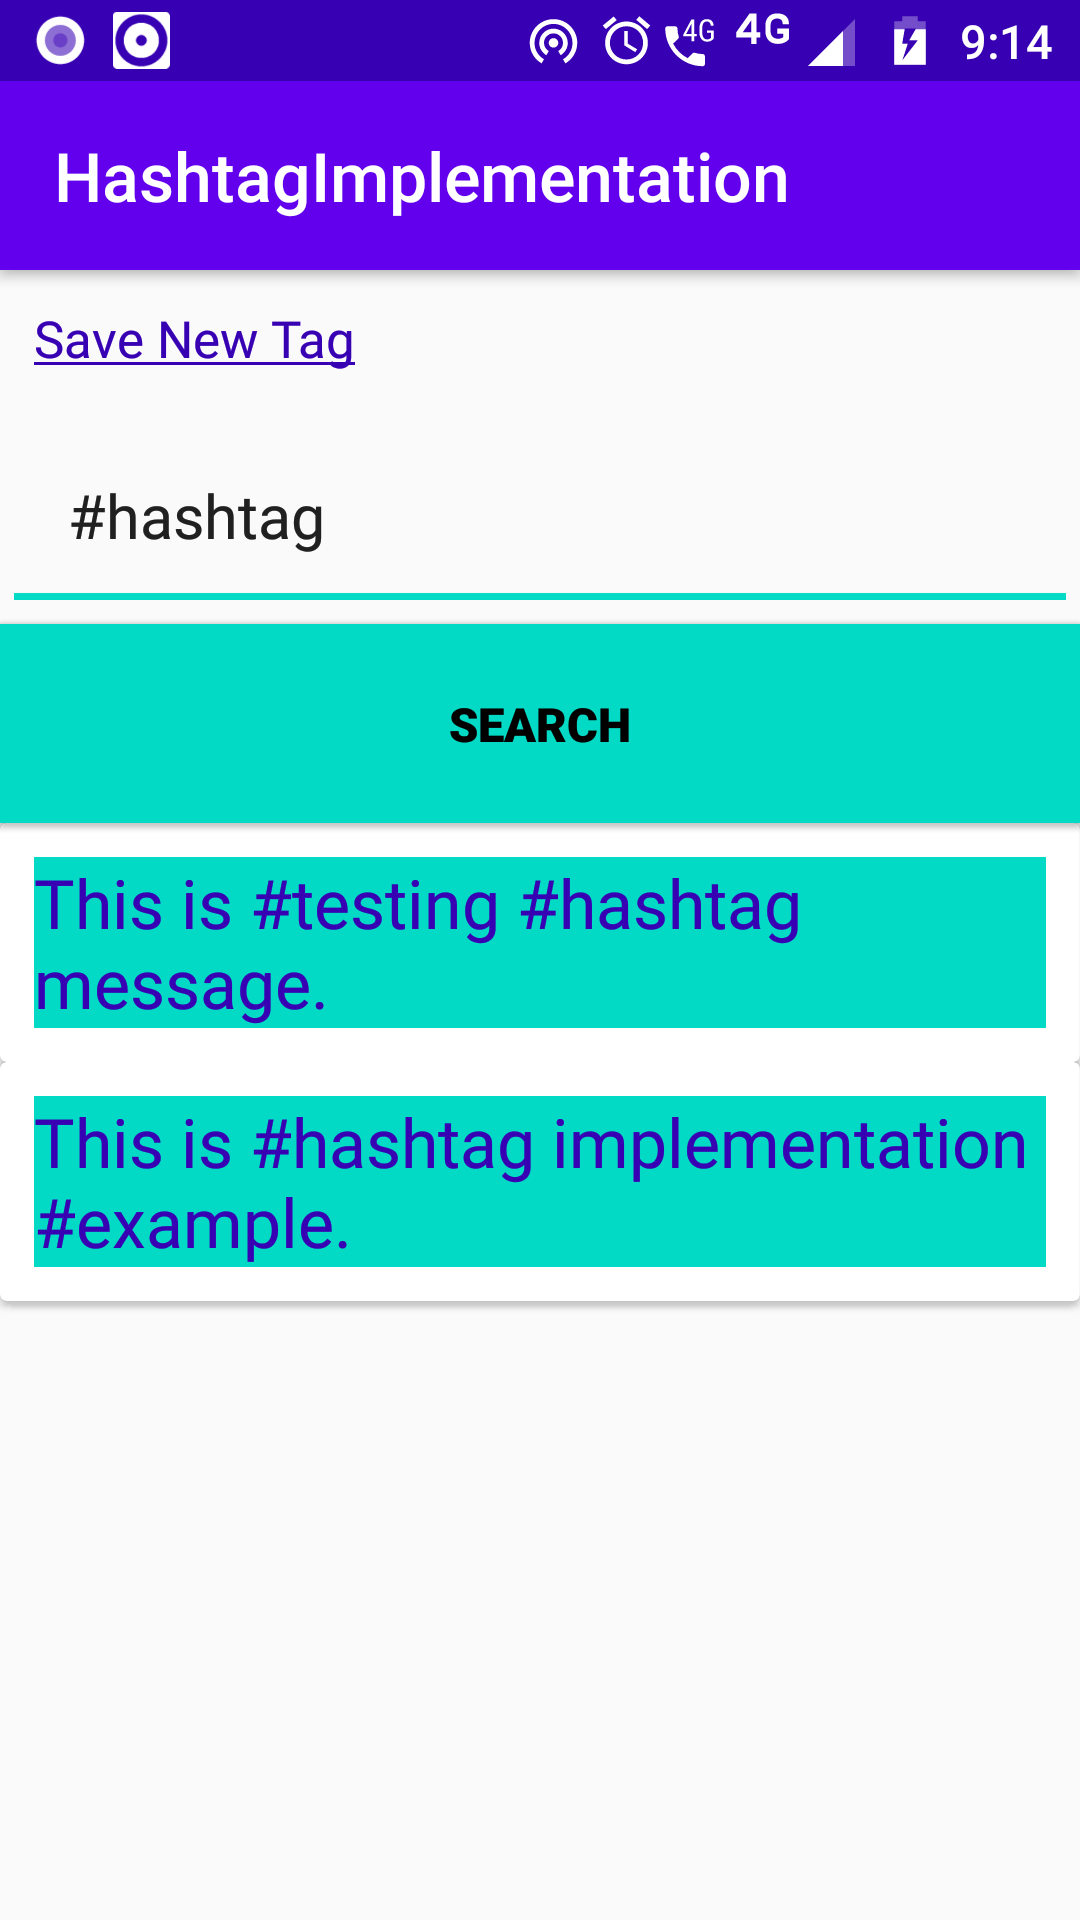 4G 4G 9:14
HashtagImplementation
Save New Tag
#hashtag
SEARCH
This is #testing #hashtag
message.
This is #hashtag implementation
#example.